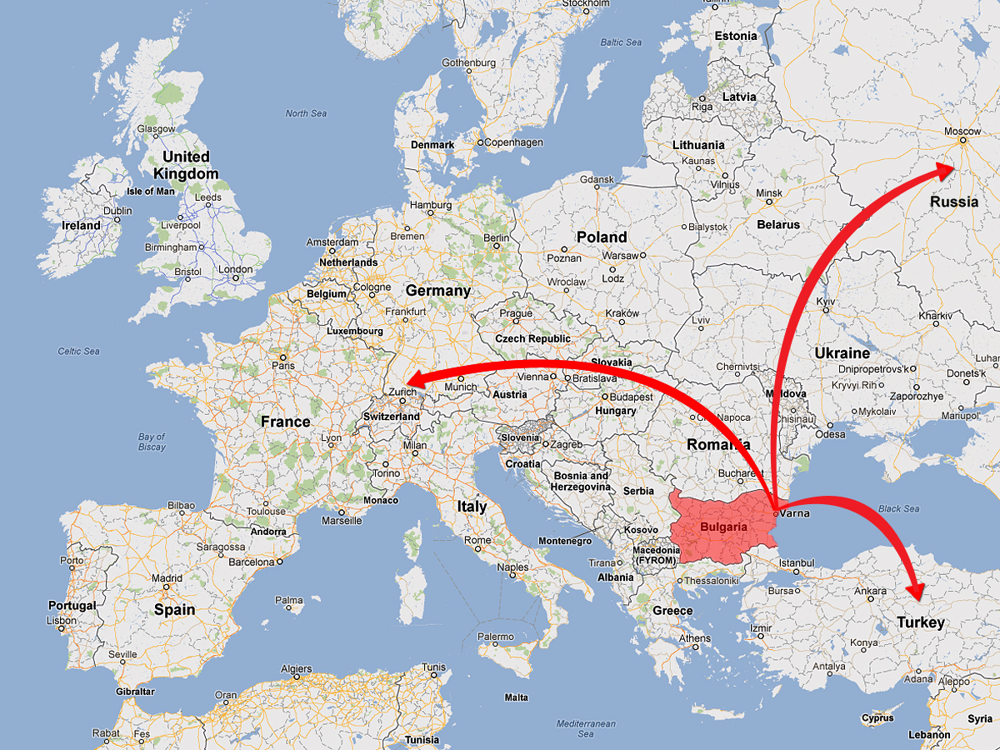 Stockholm
Tallinn
Baltic Sea
Estonia
Gothenburg
North Sea
Latvia
Riga
Glasgow
Moscow
Denmark
Copenhagen
Lithuania
Kaunas
United
Kingdom
Vilnius
Gdansk
Isle of Man
Minsk
Leeds
Hamburg
Russia
Dublin
Ireland
Liverpool
Belarus
Bialystok
Bremen
Berlin
Poland
Amsterdam
Birmingham
Poznan
Warsaw
Netherlands
Bristol
London
Lodz
Wroclaw
Cologne
Germany
Belgium
Kyiv
Frankfurt
Prague
Kraków
Kharkiv
Lviv
Luxembourg
Czech Republic
Celtic Sea
Ukraine
Luhan
Paris
Slovakia
Chernivtsi
Dnipropetrovs'k
Donets'k
Vienna
Bratislava
Munich
Kryvyi Rih
Zurich
Austria
Moldova
Zaporozhye
Budapest
Hungary
Mykolaiv
Mariupol'
Switzerland
Cluj-Napoca
Chisinau
France
Odesa
Bay of
Biscay
Lyon
Slovenia
Zagreb
Romania
Milan
Croatia
Torino
Bosnia and
Herzegovina
Bucharest
Serbia
Monaco
Italy
Bilbao
Toulouse
Marseille
Black Sea
Varna
Andorra
Kosovo
Bulgaria
Rome
Montenegro
Saragossa
Macedonia
(FYROM)
Porto
Barcelona
Tirana
Istanbul
Naples
Madrid
Albania
Thessaloniki
Bursa
Ankara
Palma
Portugal
Spain
Greece
Lisbon
Turkey
Izmir
Palermo
Athens
Konya
Seville
Algiers
Tunis
Antalya
Adana
Aleppo
Gibraltar
Oran
Malta
Mediterranean
Sea
Cyprus
Syria
Rabat
Fes
Tunisia
Lebanon